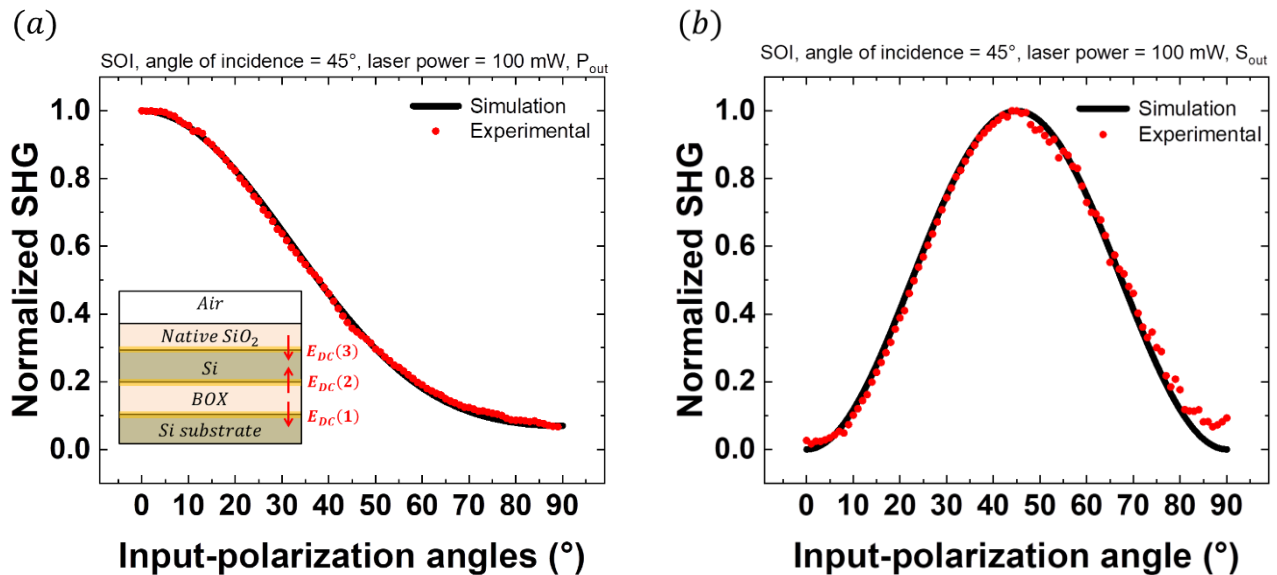 (a)
SOI, angle of incidence = 45°, laser power = 100 mW, Pout
Normalized SHG
1.0
0.8
0.6
0.4
0.2
0.0
Simulation
Experimental
Air
Native SiO2
Si
BOX
Si substrate
EDC(3)
EDC(2)
EDC(1)
0 10 20 30 40 50 60 70 80 90
Input-polarization angles (°)
(b)
SOI, angle of incidence = 45°, laser power = 100 mW, Sout
Normalized SHG
1.0
0.8
0.6
0.4
0.2
0.0
Simulation
Experimental
0 10 20 30 40 50 60 70 80 90
Input-polarization angle (°)